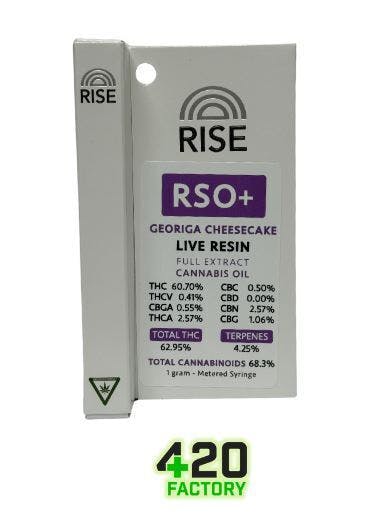 RISE
RISE
RSO+
GEORIGA CHEESECAKE
LIVE RESIN
FULL EXTRACT
CANNABIS OIL
THC 60.70% CBC 0.50%
THCV 0.41% CBD 0.00%
CBGA 0.55% CBN 2.57%
THCA 2.57% CBG 1.06%
TOTAL THC TERPENES
62.95% 4.25%
TOTAL CANNABINOIDS 68.3%
1 gram - Metered Syringe
420
FACTORY